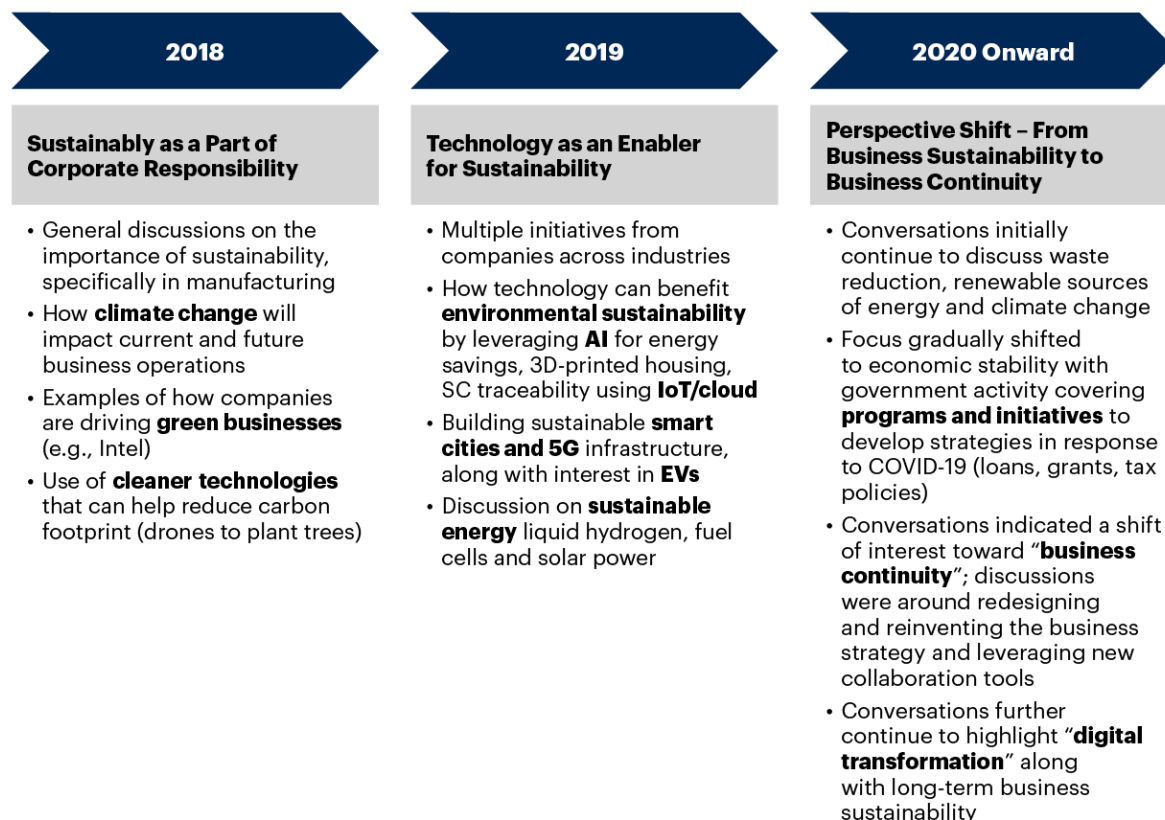 2018
Sustainably as a Part of
Corporate Responsibility
• General discussions on the
importance of sustainability,
specifically in manufacturing
• How climate change will
impact current and future
business operations
• Examples of how companies
are driving green businesses
(e.g., Intel)
• Use of cleaner technologies
that can help reduce carbon
footprint (drones to plant trees)
2019
Technology as an Enabler
for Sustainability
• Multiple initiatives from
companies across industries
• How technology can benefit
environmental sustainability
by leveraging AI for energy
savings, 3D-printed housing,
SC traceability using IoT/cloud
• Building sustainable smart
cities and 5G infrastructure,
along with interest in EVs
• Discussion on sustainable
energy liquid hydrogen, fuel
cells and solar power
2020 Onward
Perspective Shift – From
Business Sustainability to
Business Continuity
• Conversations initially
continue to discuss waste
reduction, renewable sources
of energy and climate change
• Focus gradually shifted
to economic stability with
government activity covering
programs and initiatives to
develop strategies in response
to COVID-19 (loans, grants, tax
policies)
• Conversations indicated a shift
of interest toward “business
continuity”; discussions
were around redesigning
and reinventing the business
strategy and leveraging new
collaboration tools
• Conversations further
continue to highlight “digital
transformation” along
with long-term business
sustainability